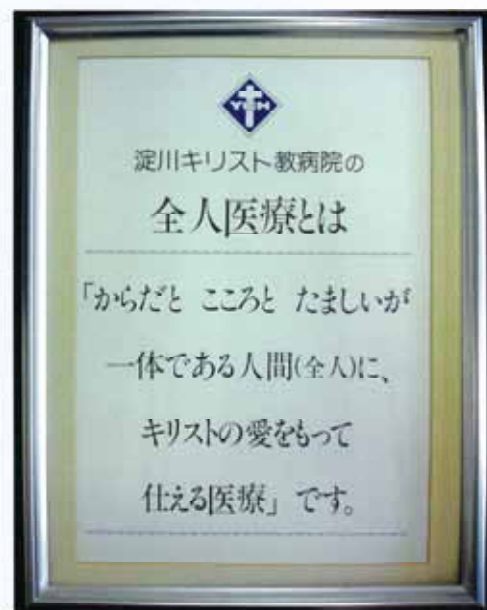 YCH
淀川キリスト教病院の
全人医療とは
「からだと こころと たましいが
一体である人間(全人)に、
キリストの愛をもって
仕える医療」です。